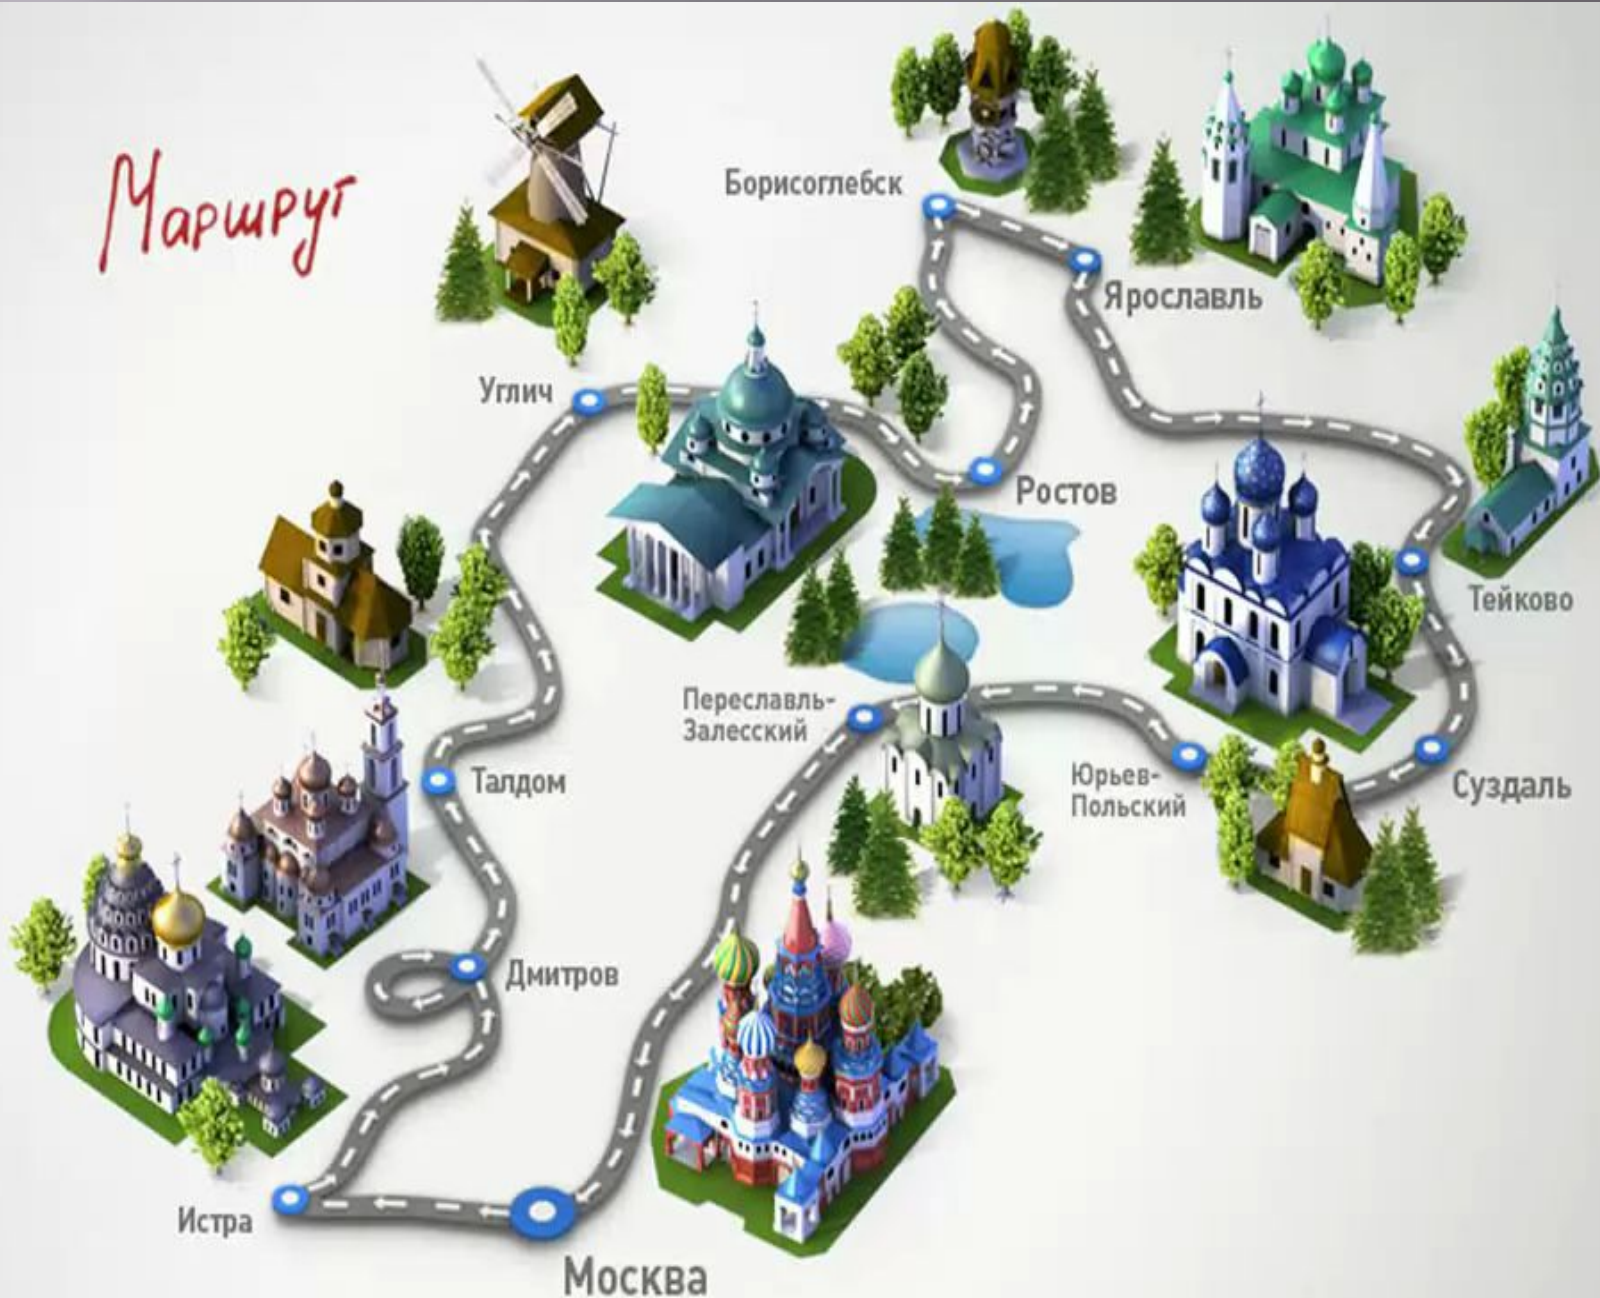 Маршрут
Борисоглебск
Ярославль
Углич
Ростов
Тейково
Переславль-
Залесский
Юрьев-
Польский
Суздаль
Талдом
Дмитров
Истра
Москва